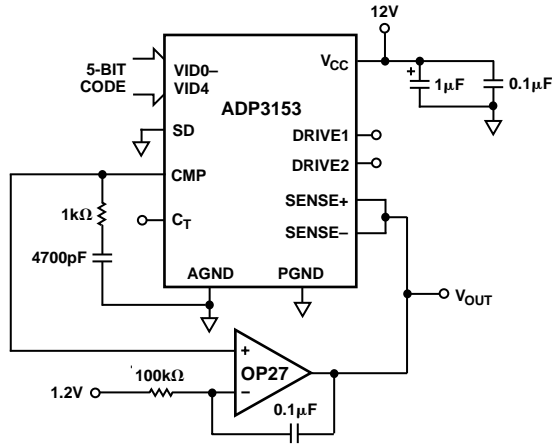 12V
5-BIT
CODE
VID0–
VID4
VCC
1µF
0.1µF
ADP3153
SD
DRIVE1
DRIVE2
CMP
SENSE+
1kΩ
CT
SENSE–
4700pF
AGND
PGND
VOUT
+
OP27
100kΩ
1.2V
–
0.1µF